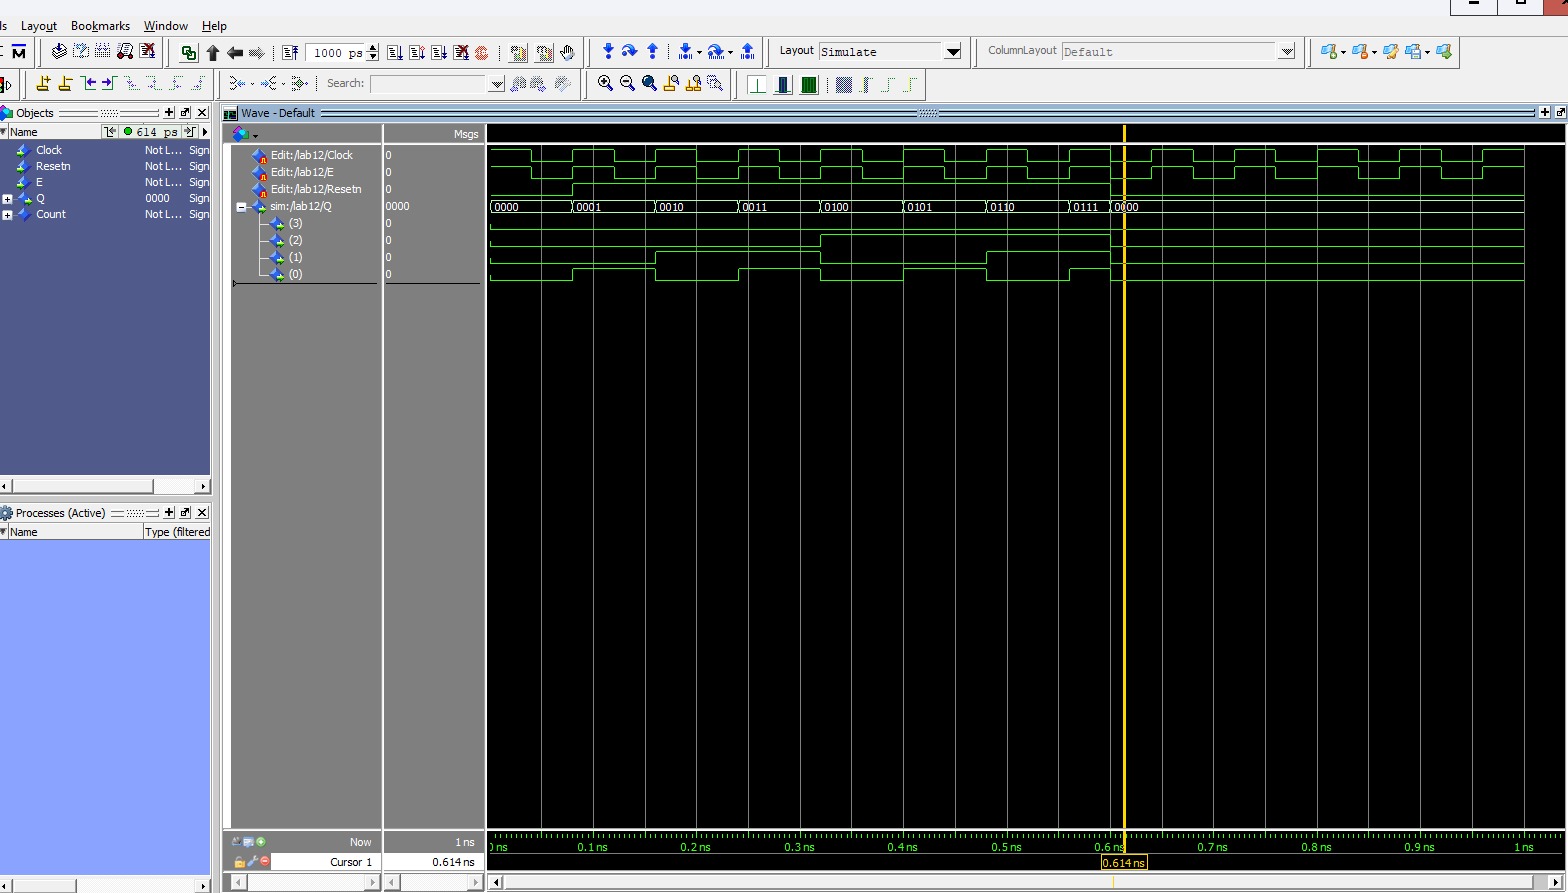 ls Layout Bookmarks Window Help
1000 ps
Layout Simulate
ColumnLayout Default
Search:
Objects
Name 614 ps
Clock Not L... Sign
Resetn Not L... Sign
E Not L... Sign
Q 0000 Sign
Count Not L... Sign
Processes (Active)
Name Type (filtered
Wave - Default
Msgs
Edit:/lab12/Clock 0
Edit:/lab12/E 0
Edit:/lab12/Resetn 0
sim:/lab12/Q 0000 0000 0001 0010 0011 0100 0101 0110 0111 0000
(3) 0
(2) 0
(1) 0
(0) 0
Now 1 ns
ns 0.1 ns 0.2 ns 0.3 ns 0.4 ns 0.5 ns 0.6 ns 0.7 ns 0.8 ns 0.9 ns 1 ns
Cursor 1 0.614 ns 0.614 ns